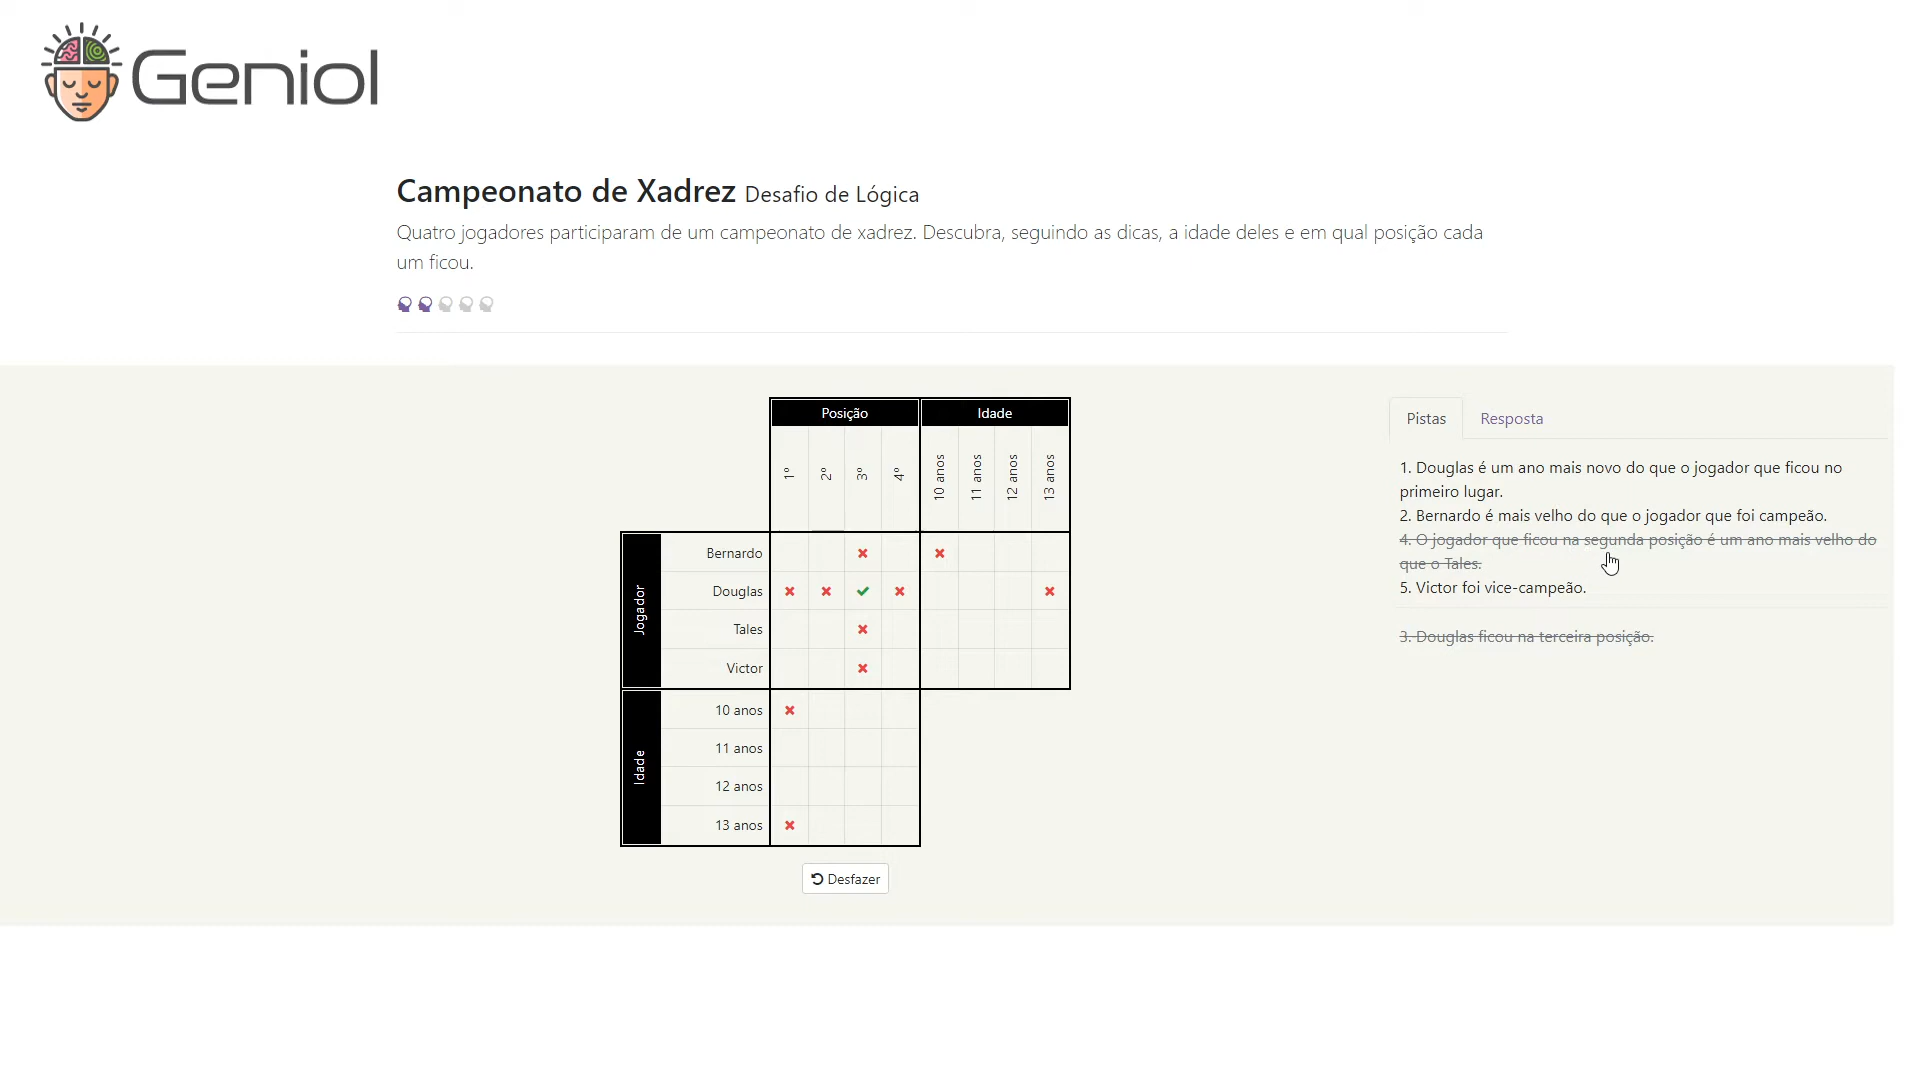 Geniol
Campeonato de Xadrez Desafio de Lógica
Quatro jogadores participaram de um campeonato de xadrez. Descubra, seguindo as dicas, a idade deles e em qual posição cada
um ficou.
Posição Idade
1º 2º 3º 4º 10 anos 11 anos 12 anos 13 anos
Jogador
Bernardo
Douglas
Tales
Victor
Idade
10 anos
11 anos
12 anos
13 anos
Desfazer
Pistas Resposta
1. Douglas é um ano mais novo do que o jogador que ficou no
primeiro lugar.
2. Bernardo é mais velho do que o jogador que foi campeão.
4. O jogador que ficou na segunda posição é um ano mais velho do
que o Tales.
5. Victor foi vice-campeão.
3. Douglas ficou na terceira posição.